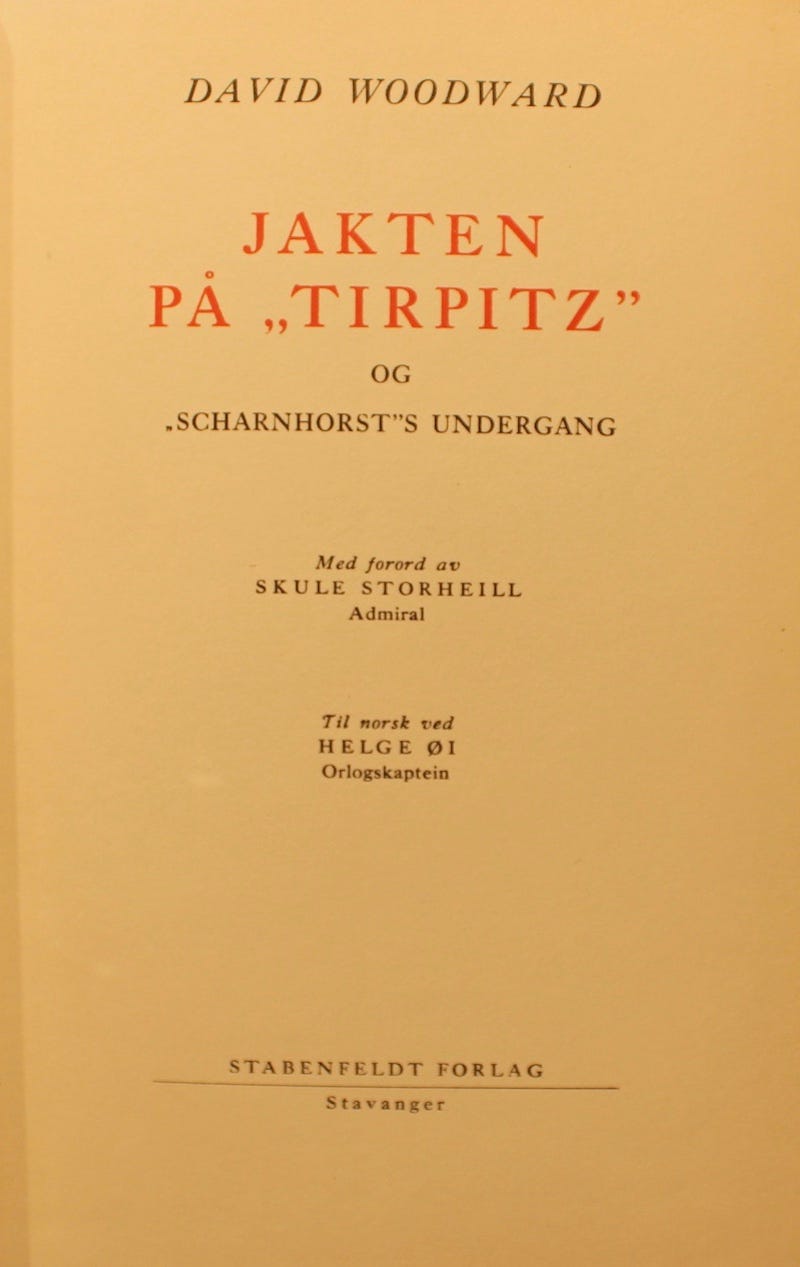 DAVID WOODWARD
JAKTEN
PÅ „TIRPITZ”
OG
„SCHARNHORST”S UNDERGANG
Med forord av
SKULE STORHEILL
Admiral
Til norsk ved
HELGE ØI
Orlogskaptein
STABENFELDT FORLAG
Stavanger